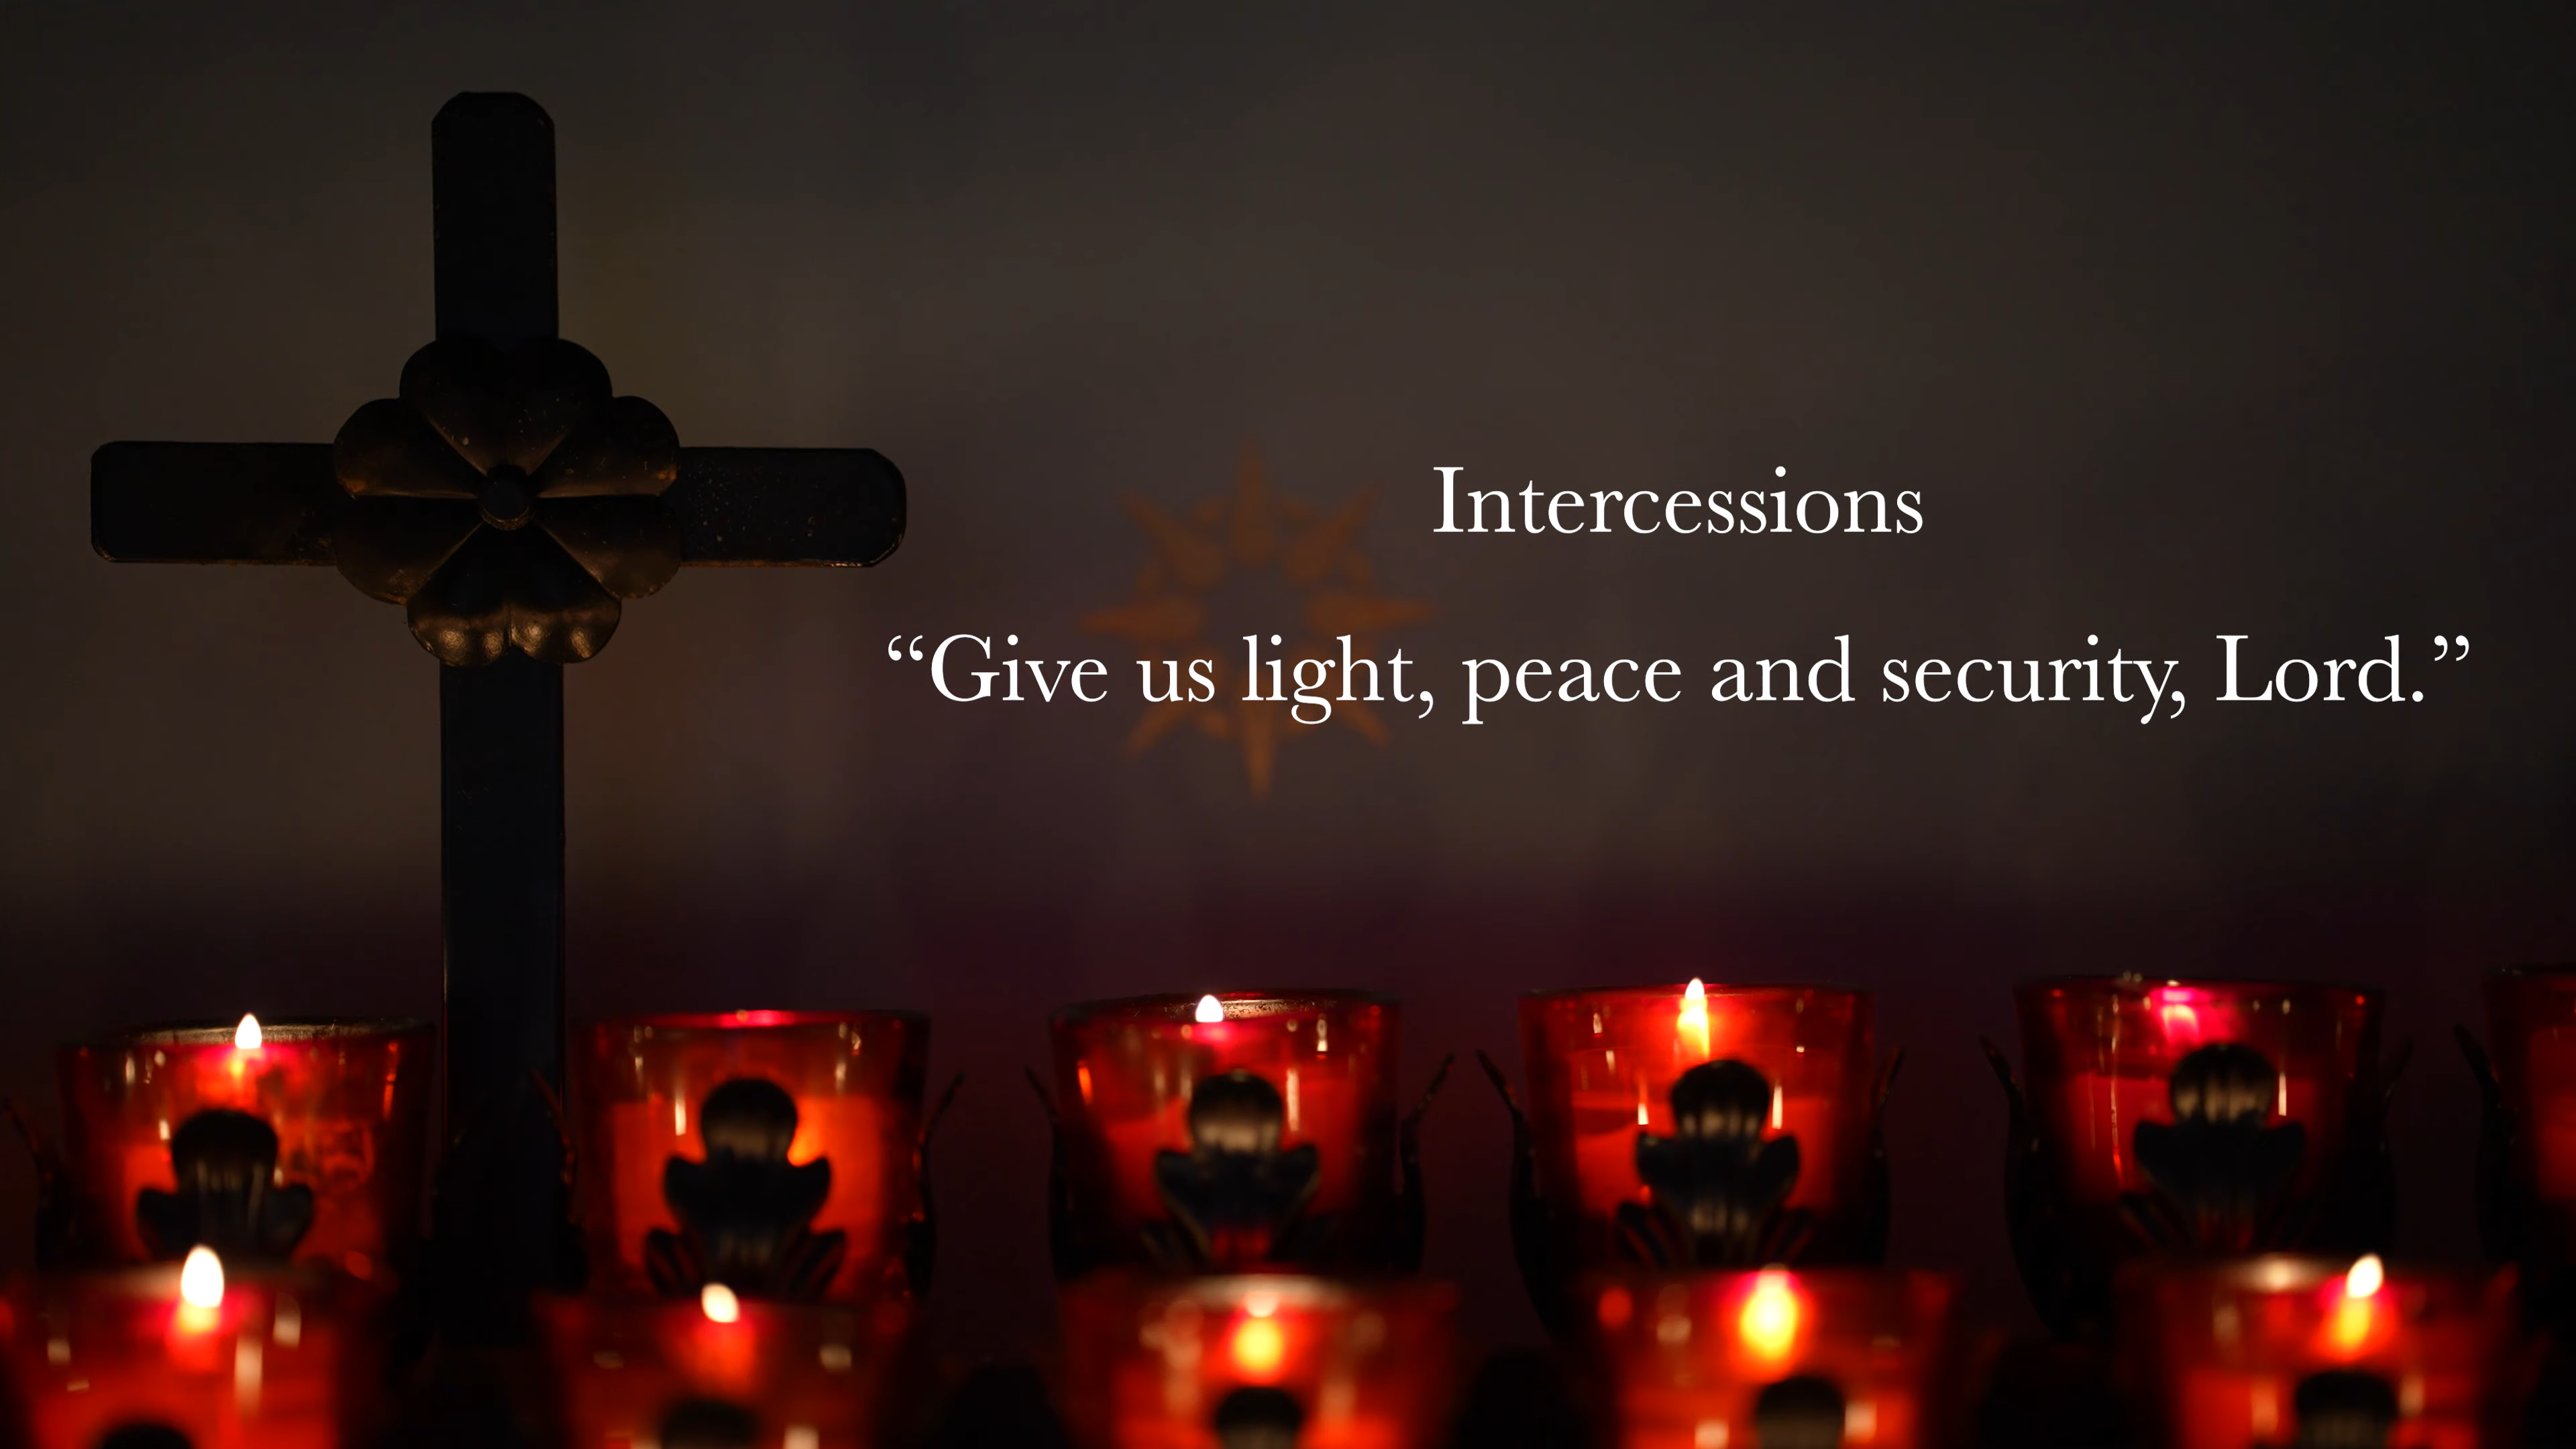 Intercessions
“Give us light, peace and security, Lord.”